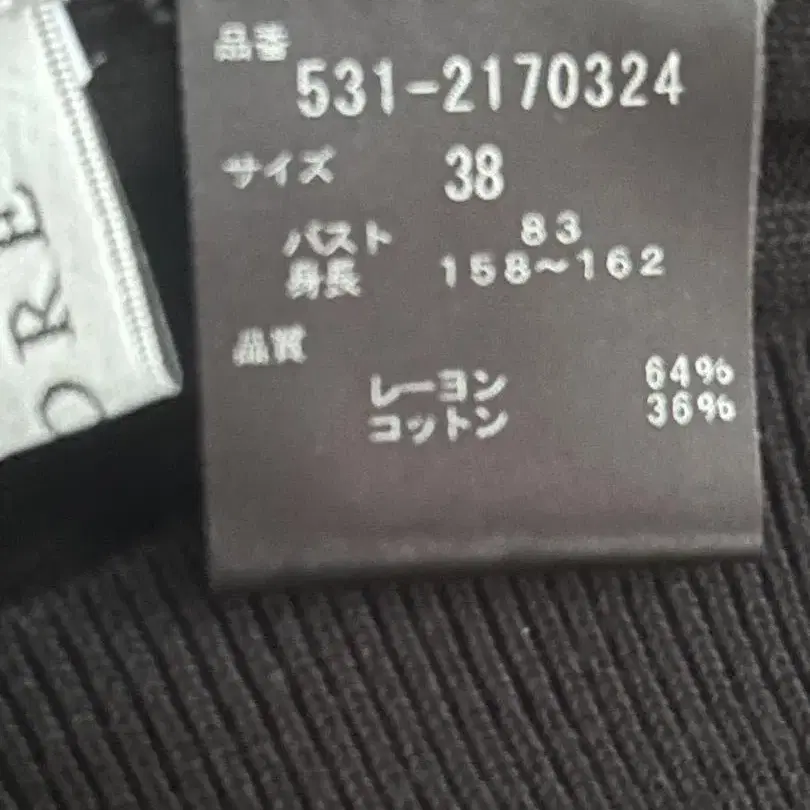 品番
531-2170324
サイズ 38
バスト 83
身長 158~162
品質
レーヨン 64%
コットン 36%
ORE